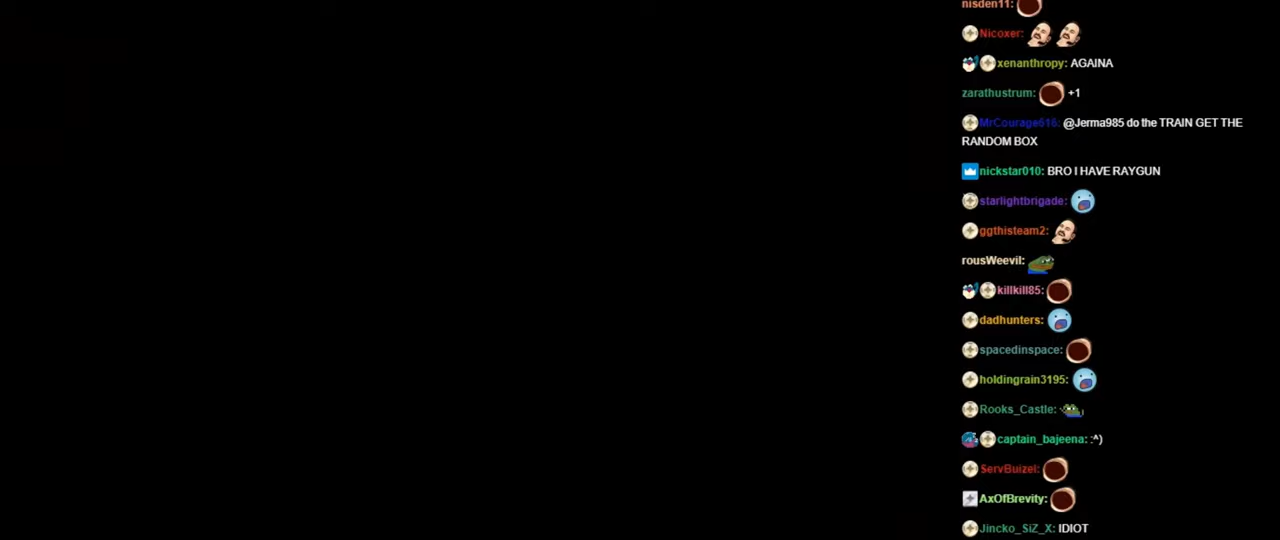 nisden11:
Nicoxer:
xenanthropy: AGAINA
zarathustrum: +1
MrCourage616: @Jerma985 do the TRAIN GET THE
RANDOM BOX
nickstar010: BRO I HAVE RAYGUN
starlightbrigade:
ggthisteam2:
rousWeevil:
killkill85:
dadhunters:
spacedinspace:
holdingrain3195:
Rooks_Castle:
captain_bajeena: :^)
ServBuizel:
AxOfBrevity:
Jincko_SiZ_X: IDIOT